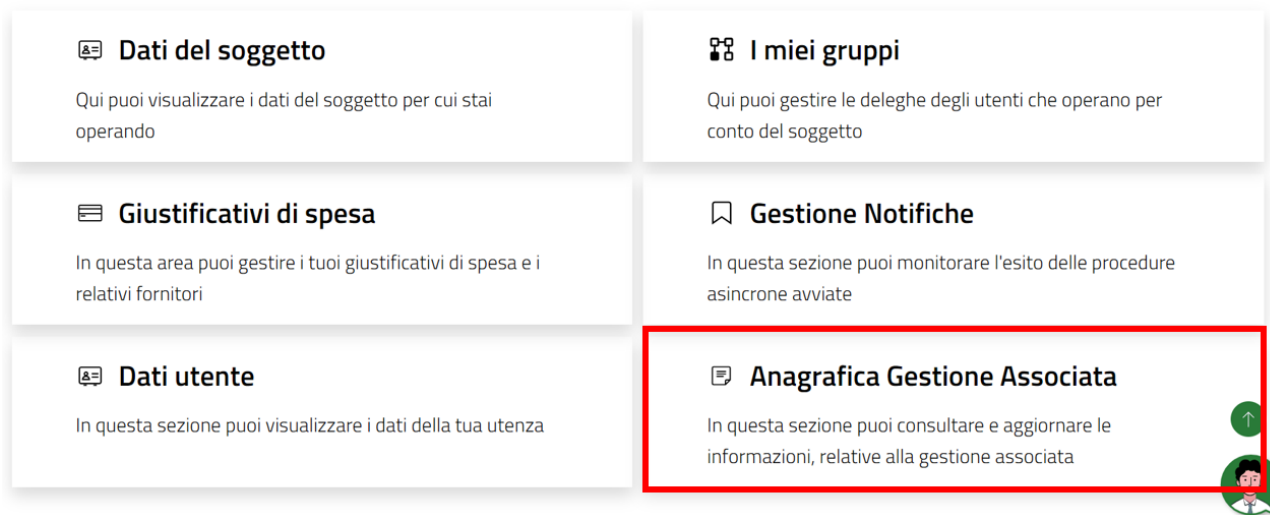 Dati del soggetto
Qui puoi visualizzare i dati del soggetto per cui stai
operando
I miei gruppi
Qui puoi gestire le deleghe degli utenti che operano per
conto del soggetto
Giustificativi di spesa
In questa area puoi gestire i tuoi giustificativi di spesa e i
relativi fornitori
Gestione Notifiche
In questa sezione puoi monitorare l'esito delle procedure
asincrone avviate
Dati utente
In questa sezione puoi visualizzare i dati della tua utenza
Anagrafica Gestione Associata
In questa sezione puoi consultare e aggiornare le
informazioni, relative alla gestione associata